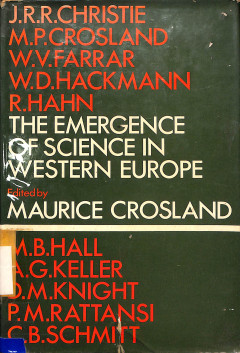 J.R.R.CHRISTIE
M.P.CROSLAND
W.V.FARRAR
W.D.HACKMANN
R.HAHN
THE EMERGENCE
OF SCIENCE IN
WESTERN EUROPE
Edited by
MAURICE CROSLAND
M.B.HALL
A.G.KELLER
D.M.KNIGHT
P.M.RATTANSI
C.B.SCHMITT